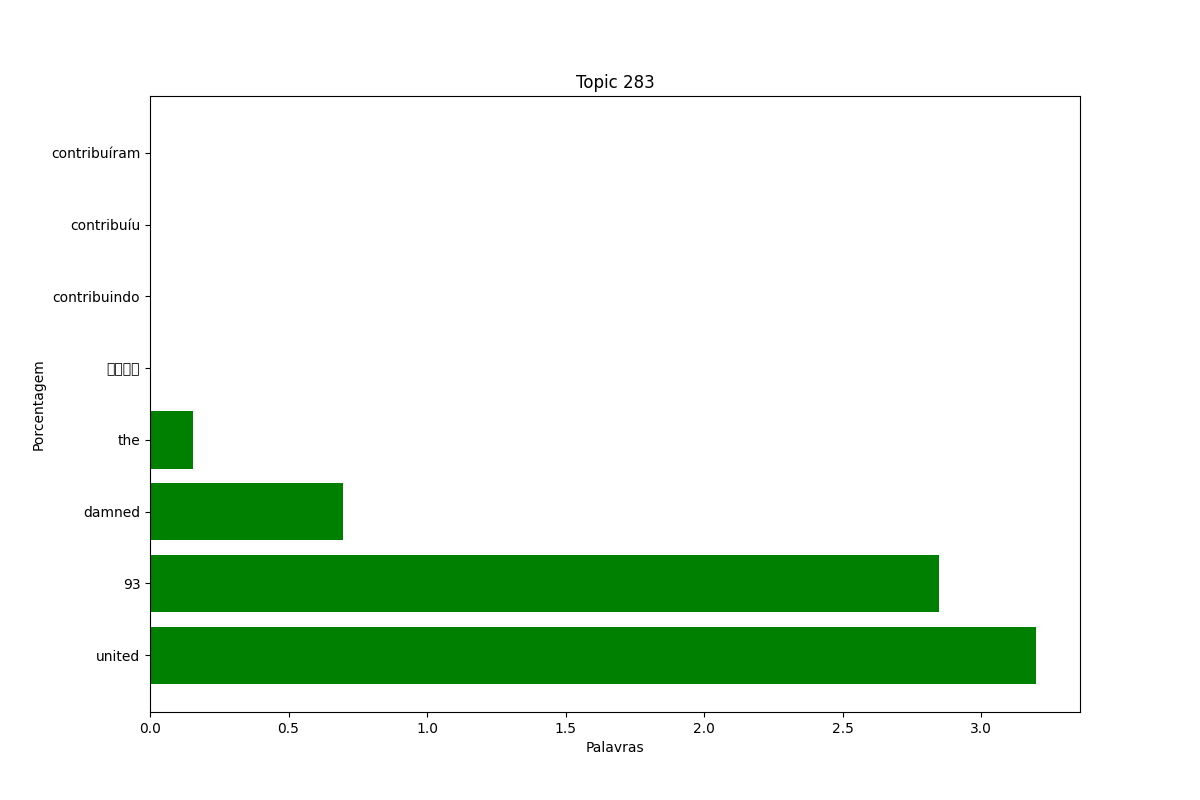 Topic 283
contribuíram
contribuíu
contribuindo
the
damned
93
united
Porcentagem
0.0 0.5 1.0 1.5 2.0 2.5 3.0
Palavras